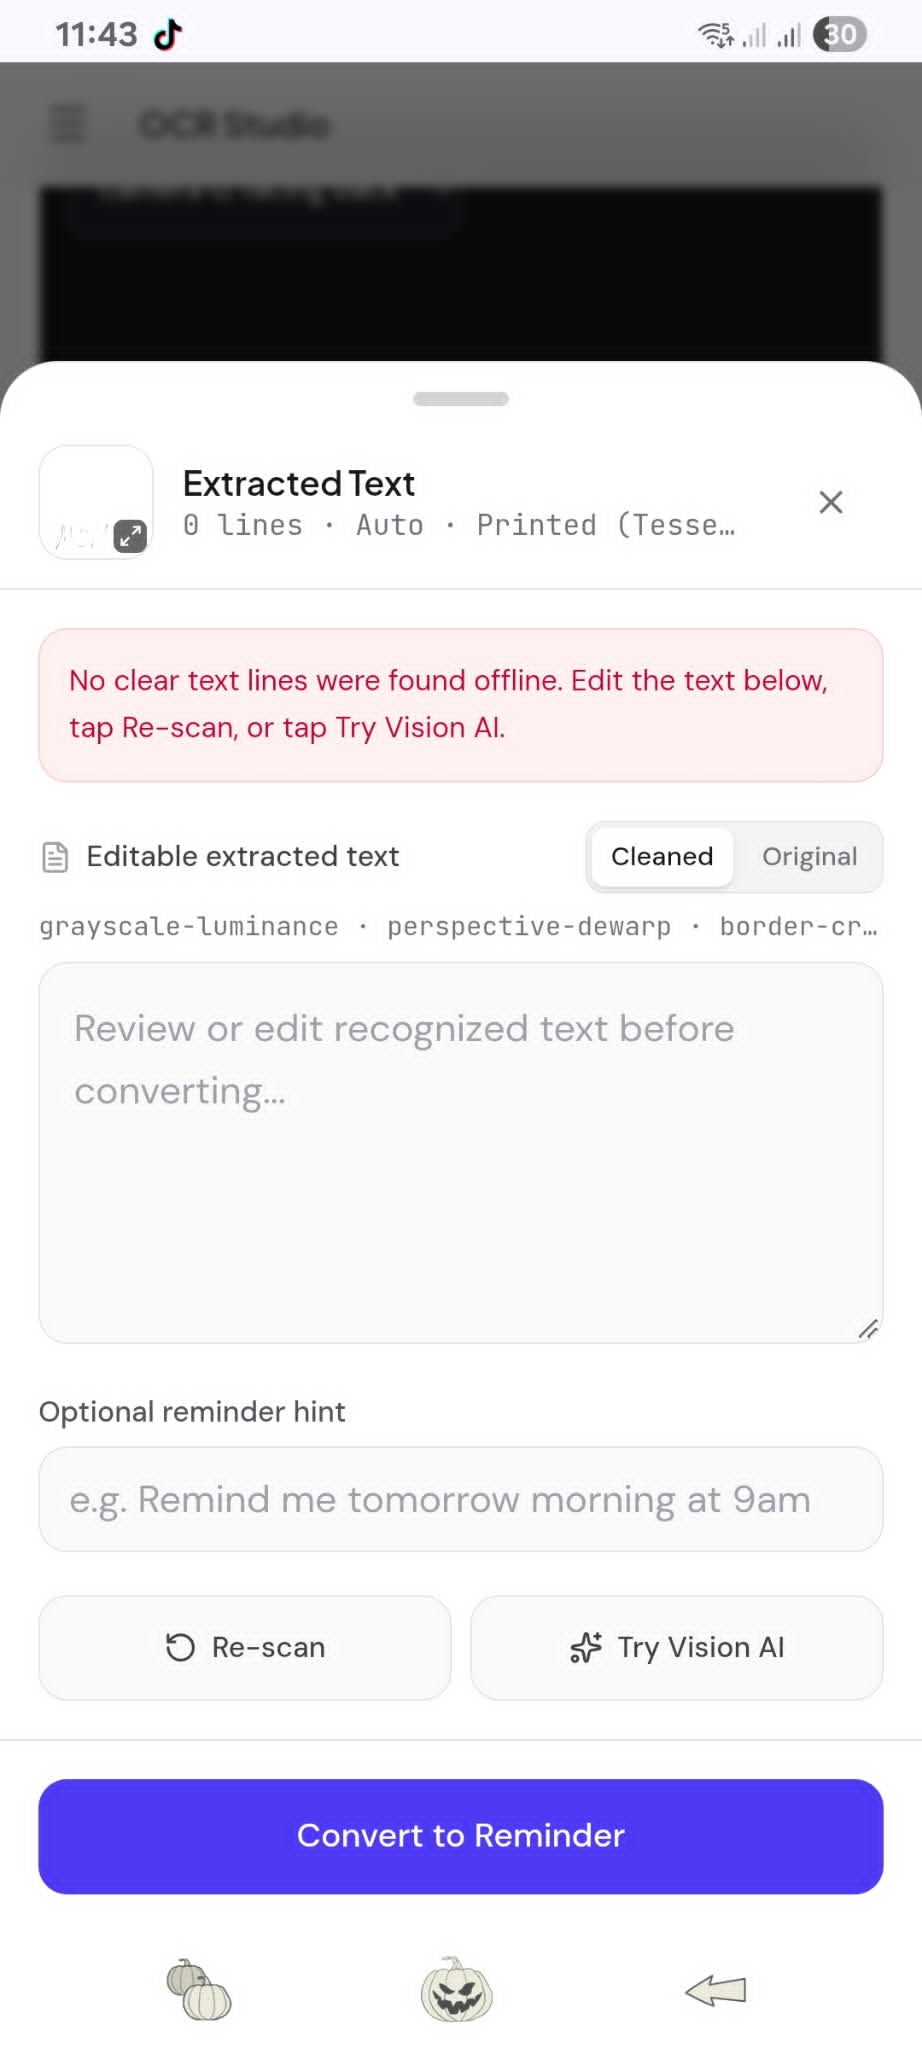 11:43
5
30
OCR Studio
Extracted Text
0 lines · Auto · Printed (Tesse…
No clear text lines were found offline. Edit the text below,
tap Re-scan, or tap Try Vision AI.
Editable extracted text
Cleaned
Original
grayscale-luminance · perspective-dewarp · border-cr…
Review or edit recognized text before
converting...
Optional reminder hint
e.g. Remind me tomorrow morning at 9am
Re-scan
Try Vision AI
Convert to Reminder